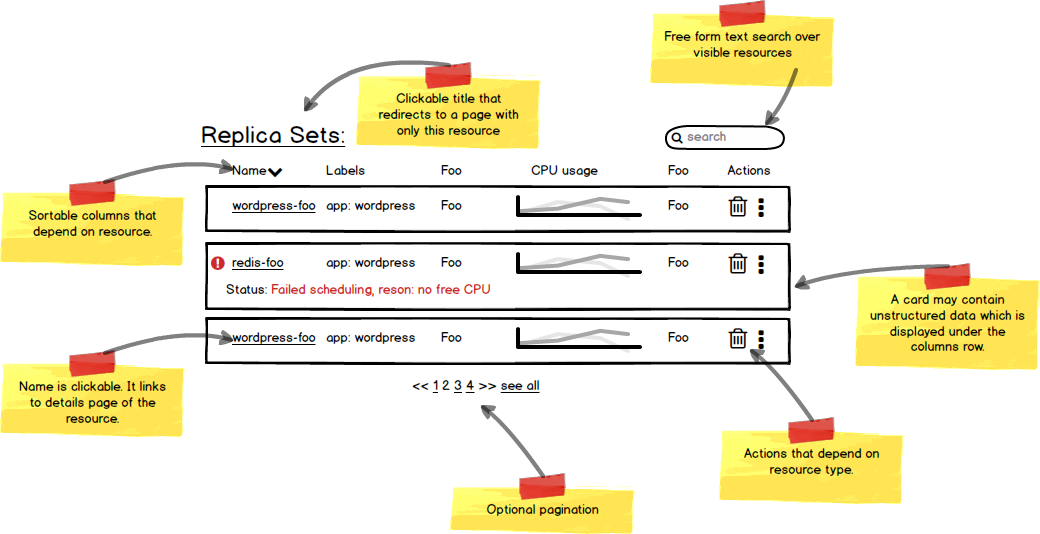 Free form text search over
visible resources
Clickable title that
redirects to a page with
only this resource
Replica Sets:
search
Name Labels Foo CPU usage Foo Actions
Sortable columns that
depend on resource.
wordpress-foo app: wordpress Foo Foo
redis-foo app: wordpress Foo Foo
Status: Failed scheduling, reson: no free CPU
A card may contain
unstructured data which is
displayed under the
columns row.
wordpress-foo app: wordpress Foo Foo
Name is clickable. It links
to details page of the
resource.
<< 1 2 3 4 >> see all
Actions that depend on
resource type.
Optional pagination